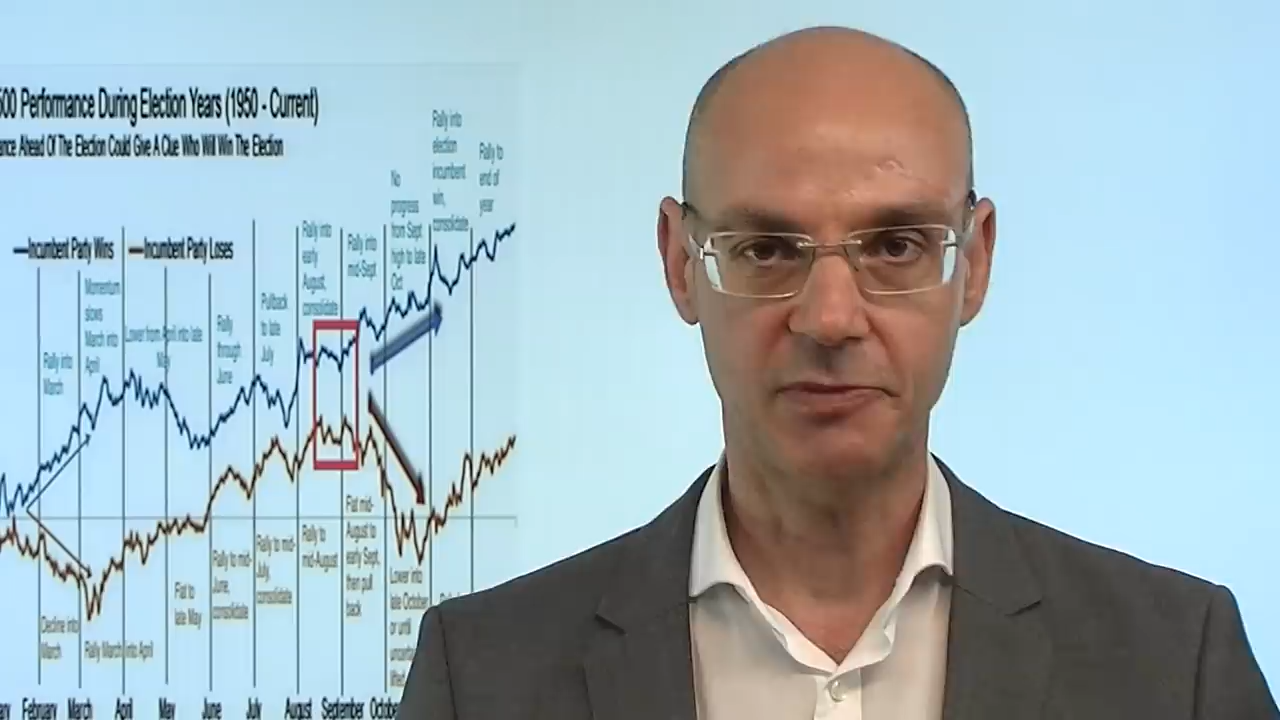 500 Performance During Election Years (1950 - Current)
Ahead Of The Election Could Give A Clue Who Will Win The Election
Incumbent Party Wins
Incumbent Party Loses
Rally into
March
Momentum
slows
March into
April
Lower from April into late
May
Rally
through
June
Pullback
to late
July
Rally into
early
August,
consolidate
Rally into
mid-Sept
No
progress
from Sept
high to late
Oct
Rally into
election
incumbent
win,
consolidate
Rally to
end of
year
Decline into
March
Rally March into April
Flat to
late May
Rally to mid-
June,
consolidate
Rally to mid-
July,
consolidate
Rally to
mid-August
Flat mid-
August to
early Sept,
then pull
back
Lower into
late October
or until
February March April May June July August September